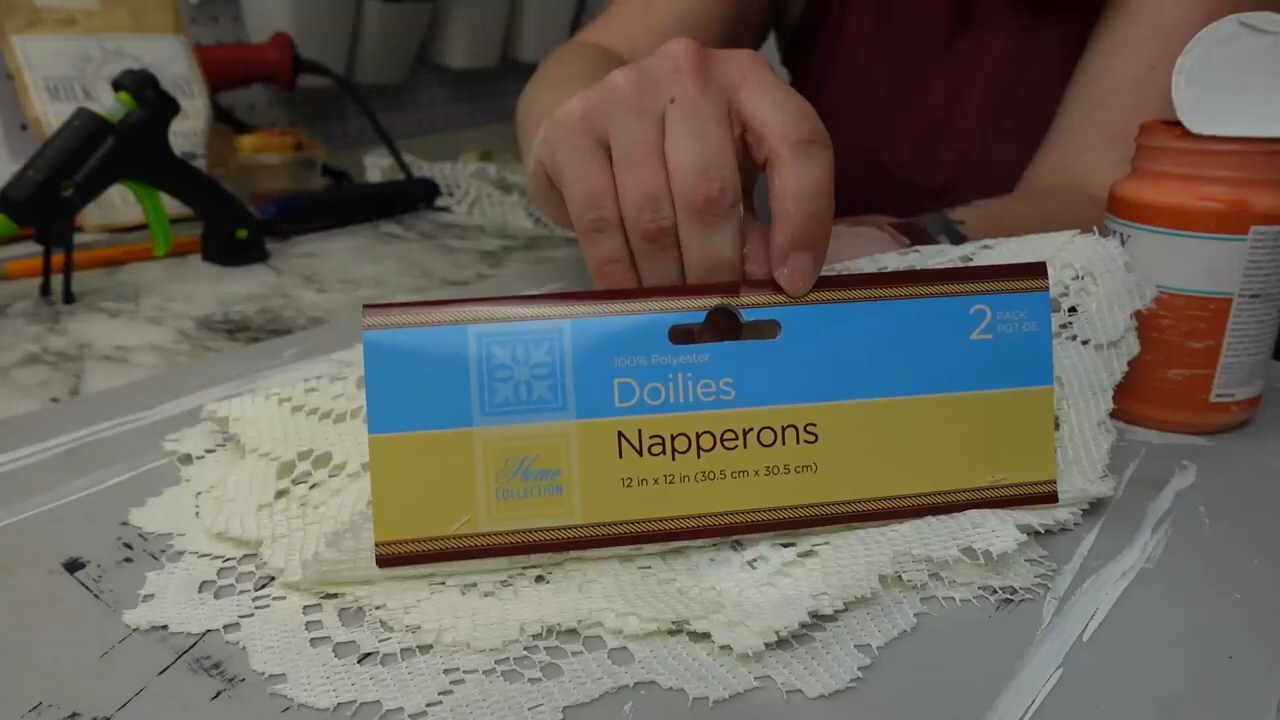 100% Polyester
Doilies
Napperons
12 in x 12 in (30.5 cm x 30.5 cm)
2 PACK
PQT DE
Home
COLLECTION
MILK